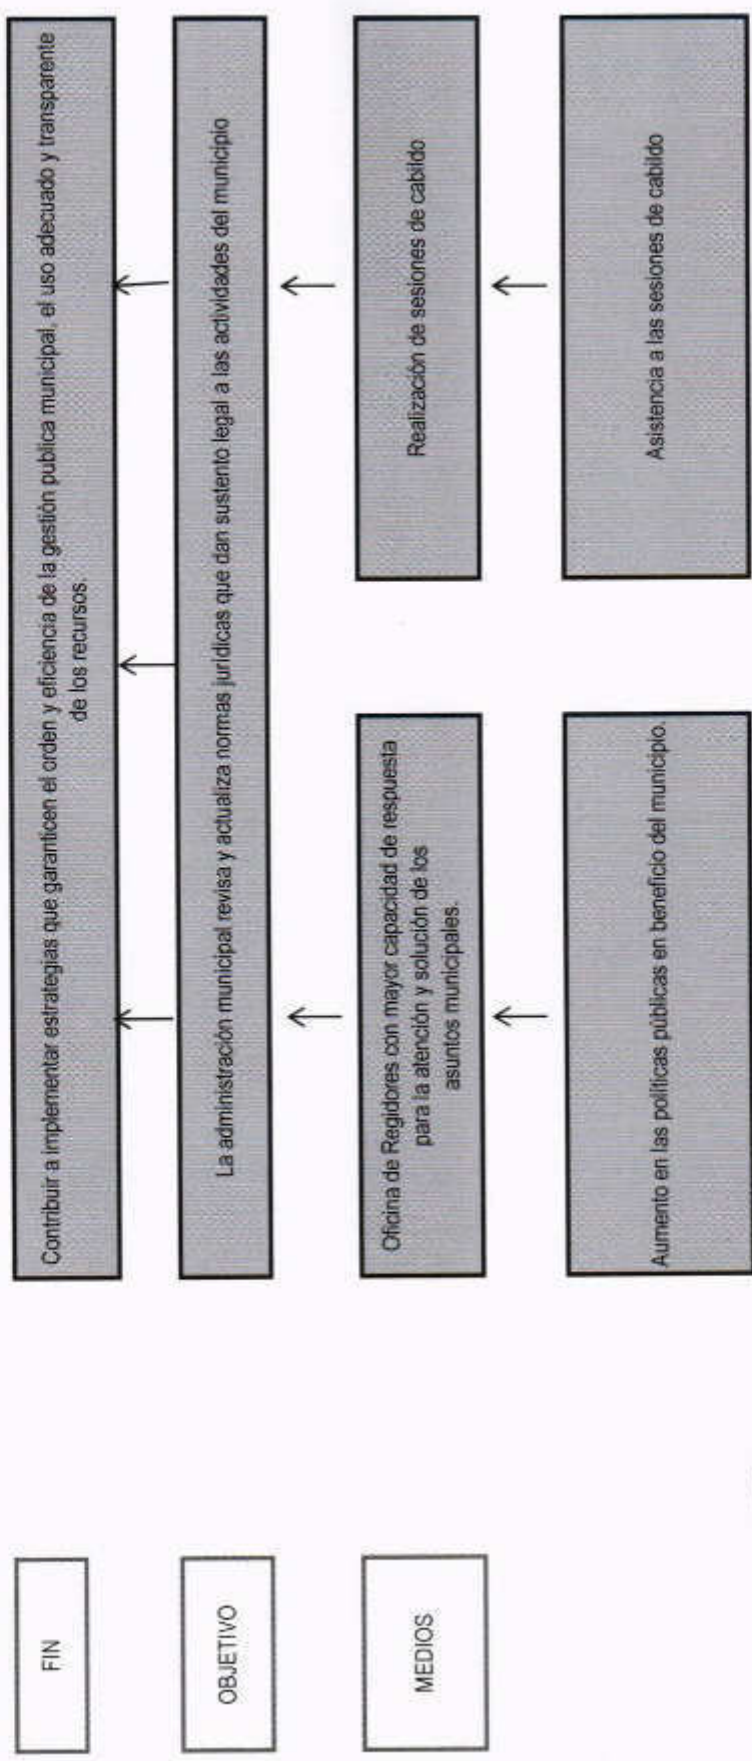 FIN
Contribuir a implementar estrategias que garanticen el orden y eficiencia de la gestión publica municipal, el uso adecuado y transparente
de los recursos.
OBJETIVO
La administración municipal revisa y actualiza normas jurídicas que dan sustento legal a las actividades del municipio
MEDIOS
Oficina de Regidores con mayor capacidad de respuesta
para la atención y solución de los
asuntos municipales.
Realización de sesiones de cabildo
Aumento en las políticas públicas en beneficio del municipio.
Asistencia a las sesiones de cabildo